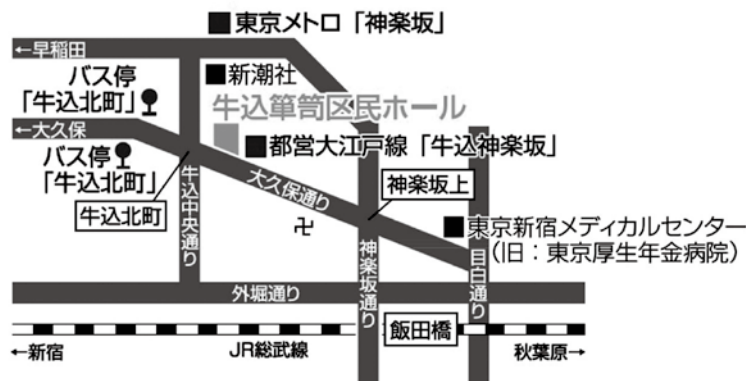 ■東京メトロ「神楽坂」
←早稲田
バス停
「牛込北町」
■新潮社
牛込箪笥区民ホール
←大久保
■都営大江戸線「牛込神楽坂」
バス停
「牛込北町」
牛込北町
牛込中央通り
大久保通り
神楽坂上
卍
神楽坂通り
■東京新宿メディカルセンター
(旧：東京厚生年金病院)
目白通り
外堀通り
飯田橋
←新宿
JR総武線
秋葉原→